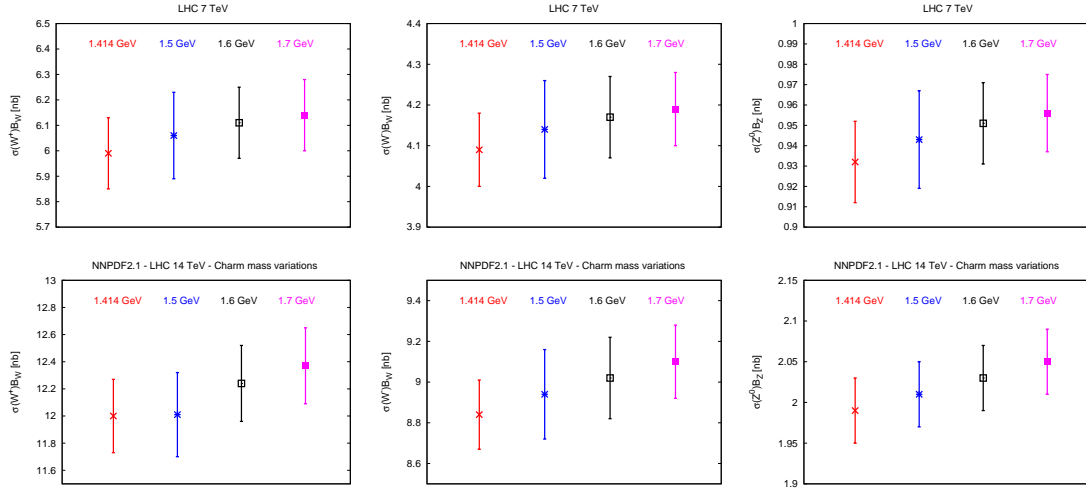 LHC 7 TeV
1.414 GeV 1.5 GeV 1.6 GeV 1.7 GeV
σ(W⁺)B_W [nb]
6.5
6.4
6.3
6.2
6.1
6
5.9
5.8
5.7
LHC 7 TeV
1.414 GeV 1.5 GeV 1.6 GeV 1.7 GeV
σ(W⁻)B_W [nb]
4.4
4.3
4.2
4.1
4
3.9
LHC 7 TeV
1.414 GeV 1.5 GeV 1.6 GeV 1.7 GeV
σ(Z⁰)B_Z [nb]
1
0.99
0.98
0.97
0.96
0.95
0.94
0.93
0.92
0.91
0.9
NNPDF2.1 - LHC 14 TeV - Charm mass variations
1.414 GeV 1.5 GeV 1.6 GeV 1.7 GeV
σ(W⁺)B_W [nb]
13
12.8
12.6
12.4
12.2
12
11.8
11.6
NNPDF2.1 - LHC 14 TeV - Charm mass variations
1.414 GeV 1.5 GeV 1.6 GeV 1.7 GeV
σ(W⁻)B_W [nb]
9.4
9.2
9
8.8
8.6
NNPDF2.1 - LHC 14 TeV - Charm mass variations
1.414 GeV 1.5 GeV 1.6 GeV 1.7 GeV
σ(Z⁰)B_Z [nb]
2.15
2.1
2.05
2
1.95
1.9